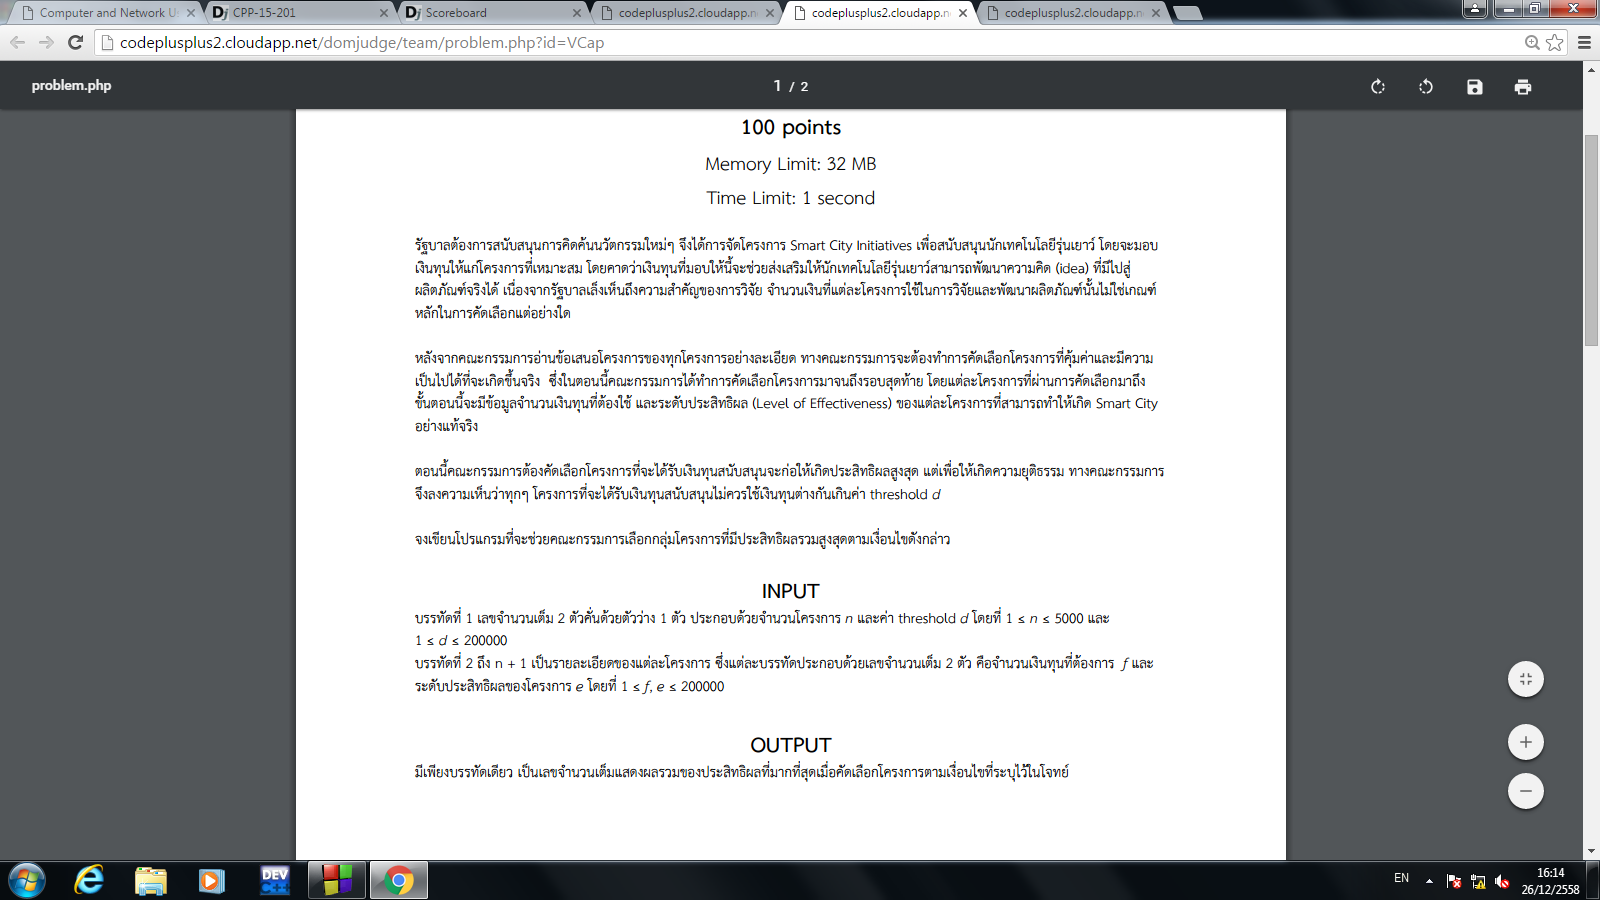 Computer and Network U
CPP-15-201
Scoreboard
codeplusplus2.cloudapp.ne
codeplusplus2.cloudapp.n
codeplusplus2.cloudapp.n
codeplusplus2.cloudapp.net/domjudge/team/problem.php?id=VCap
problem.php
1 / 2
100 points
Memory Limit: 32 MB
Time Limit: 1 second
รัฐบาลต้องการสนับสนุนการคิดค้นนวัตกรรมใหม่ๆ จึงได้การจัดโครงการ Smart City Initiatives เพื่อสนับสนุนนักเทคโนโลยีรุ่นเยาว์ โดยจะมอบ
เงินทุนให้แก่โครงการที่เหมาะสม โดยคาดว่าเงินทุนที่มอบให้นี้จะช่วยส่งเสริมให้นักเทคโนโลยีรุ่นเยาว์สามารถพัฒนาความคิด (idea) ที่มีไปสู่
ผลิตภัณฑ์จริงได้ เนื่องจากรัฐบาลเล็งเห็นถึงความสำคัญของการวิจัย จำนวนเงินที่แต่ละโครงการใช้ในการวิจัยและพัฒนาผลิตภัณฑ์นั้นไม่ใช่เกณฑ์
หลักในการคัดเลือกแต่อย่างใด
หลังจากคณะกรรมการอ่านข้อเสนอโครงการของทุกโครงการอย่างละเอียด ทางคณะกรรมการจะต้องทำการคัดเลือกโครงการที่คุ้มค่าและมีความ
เป็นไปได้ที่จะเกิดขึ้นจริง ซึ่งในตอนนี้คณะกรรมการได้ทำการคัดเลือกโครงการมาจนถึงรอบสุดท้าย โดยแต่ละโครงการที่ผ่านการคัดเลือกมาถึง
ขั้นตอนนี้จะมีข้อมูลจำนวนเงินทุนที่ต้องใช้ และระดับประสิทธิผล (Level of Effectiveness) ของแต่ละโครงการที่สามารถทำให้เกิด Smart City
อย่างแท้จริง
ตอนนี้คณะกรรมการต้องคัดเลือกโครงการที่จะได้รับเงินทุนสนับสนุนจะก่อให้เกิดประสิทธิผลสูงสุด แต่เพื่อให้เกิดความยุติธรรม ทางคณะกรรมการ
จึงลงความเห็นว่าทุกๆ โครงการที่จะได้รับเงินทุนสนับสนุนไม่ควรใช้เงินทุนต่างกันเกินค่า threshold d
จงเขียนโปรแกรมที่จะช่วยคณะกรรมการเลือกกลุ่มโครงการที่มีประสิทธิผลรวมสูงสุดตามเงื่อนไขดังกล่าว
INPUT
บรรทัดที่ 1 เลขจำนวนเต็ม 2 ตัวคั่นด้วยตัวว่าง 1 ตัว ประกอบด้วยจำนวนโครงการ n และค่า threshold d โดยที่ 1 ≤ n ≤ 5000 และ
1 ≤ d ≤ 200000
บรรทัดที่ 2 ถึง n + 1 เป็นรายละเอียดของแต่ละโครงการ ซึ่งแต่ละบรรทัดประกอบด้วยเลขจำนวนเต็ม 2 ตัว คือจำนวนเงินทุนที่ต้องการ f และ
ระดับประสิทธิผลของโครงการ e โดยที่ 1 ≤ f, e ≤ 200000
OUTPUT
มีเพียงบรรทัดเดียว เป็นเลขจำนวนเต็มแสดงผลรวมของประสิทธิผลที่มากที่สุดเมื่อคัดเลือกโครงการตามเงื่อนไขที่ระบุไว้ในโจทย์
DEV
C++
EN
16:14
26/12/2558